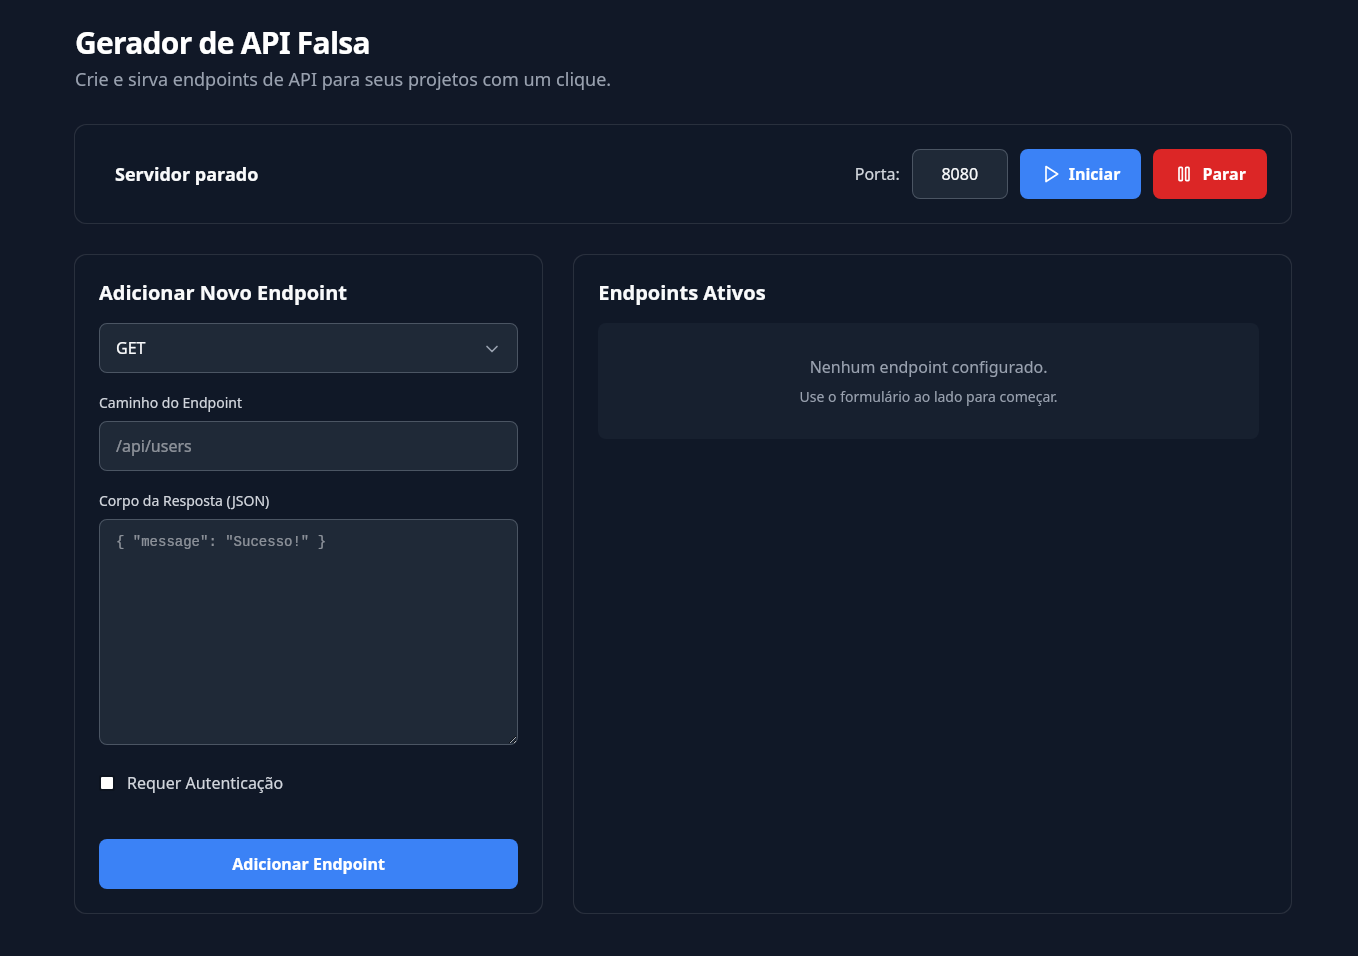 Gerador de API Falsa
Crie e sirva endpoints de API para seus projetos com um clique.
Servidor parado
Porta:
8080
Iniciar
Parar
Adicionar Novo Endpoint
GET
Caminho do Endpoint
/api/users
Corpo da Resposta (JSON)
{ "message": "Sucesso!" }
Requer Autenticação
Adicionar Endpoint
Endpoints Ativos
Nenhum endpoint configurado.
Use o formulário ao lado para começar.